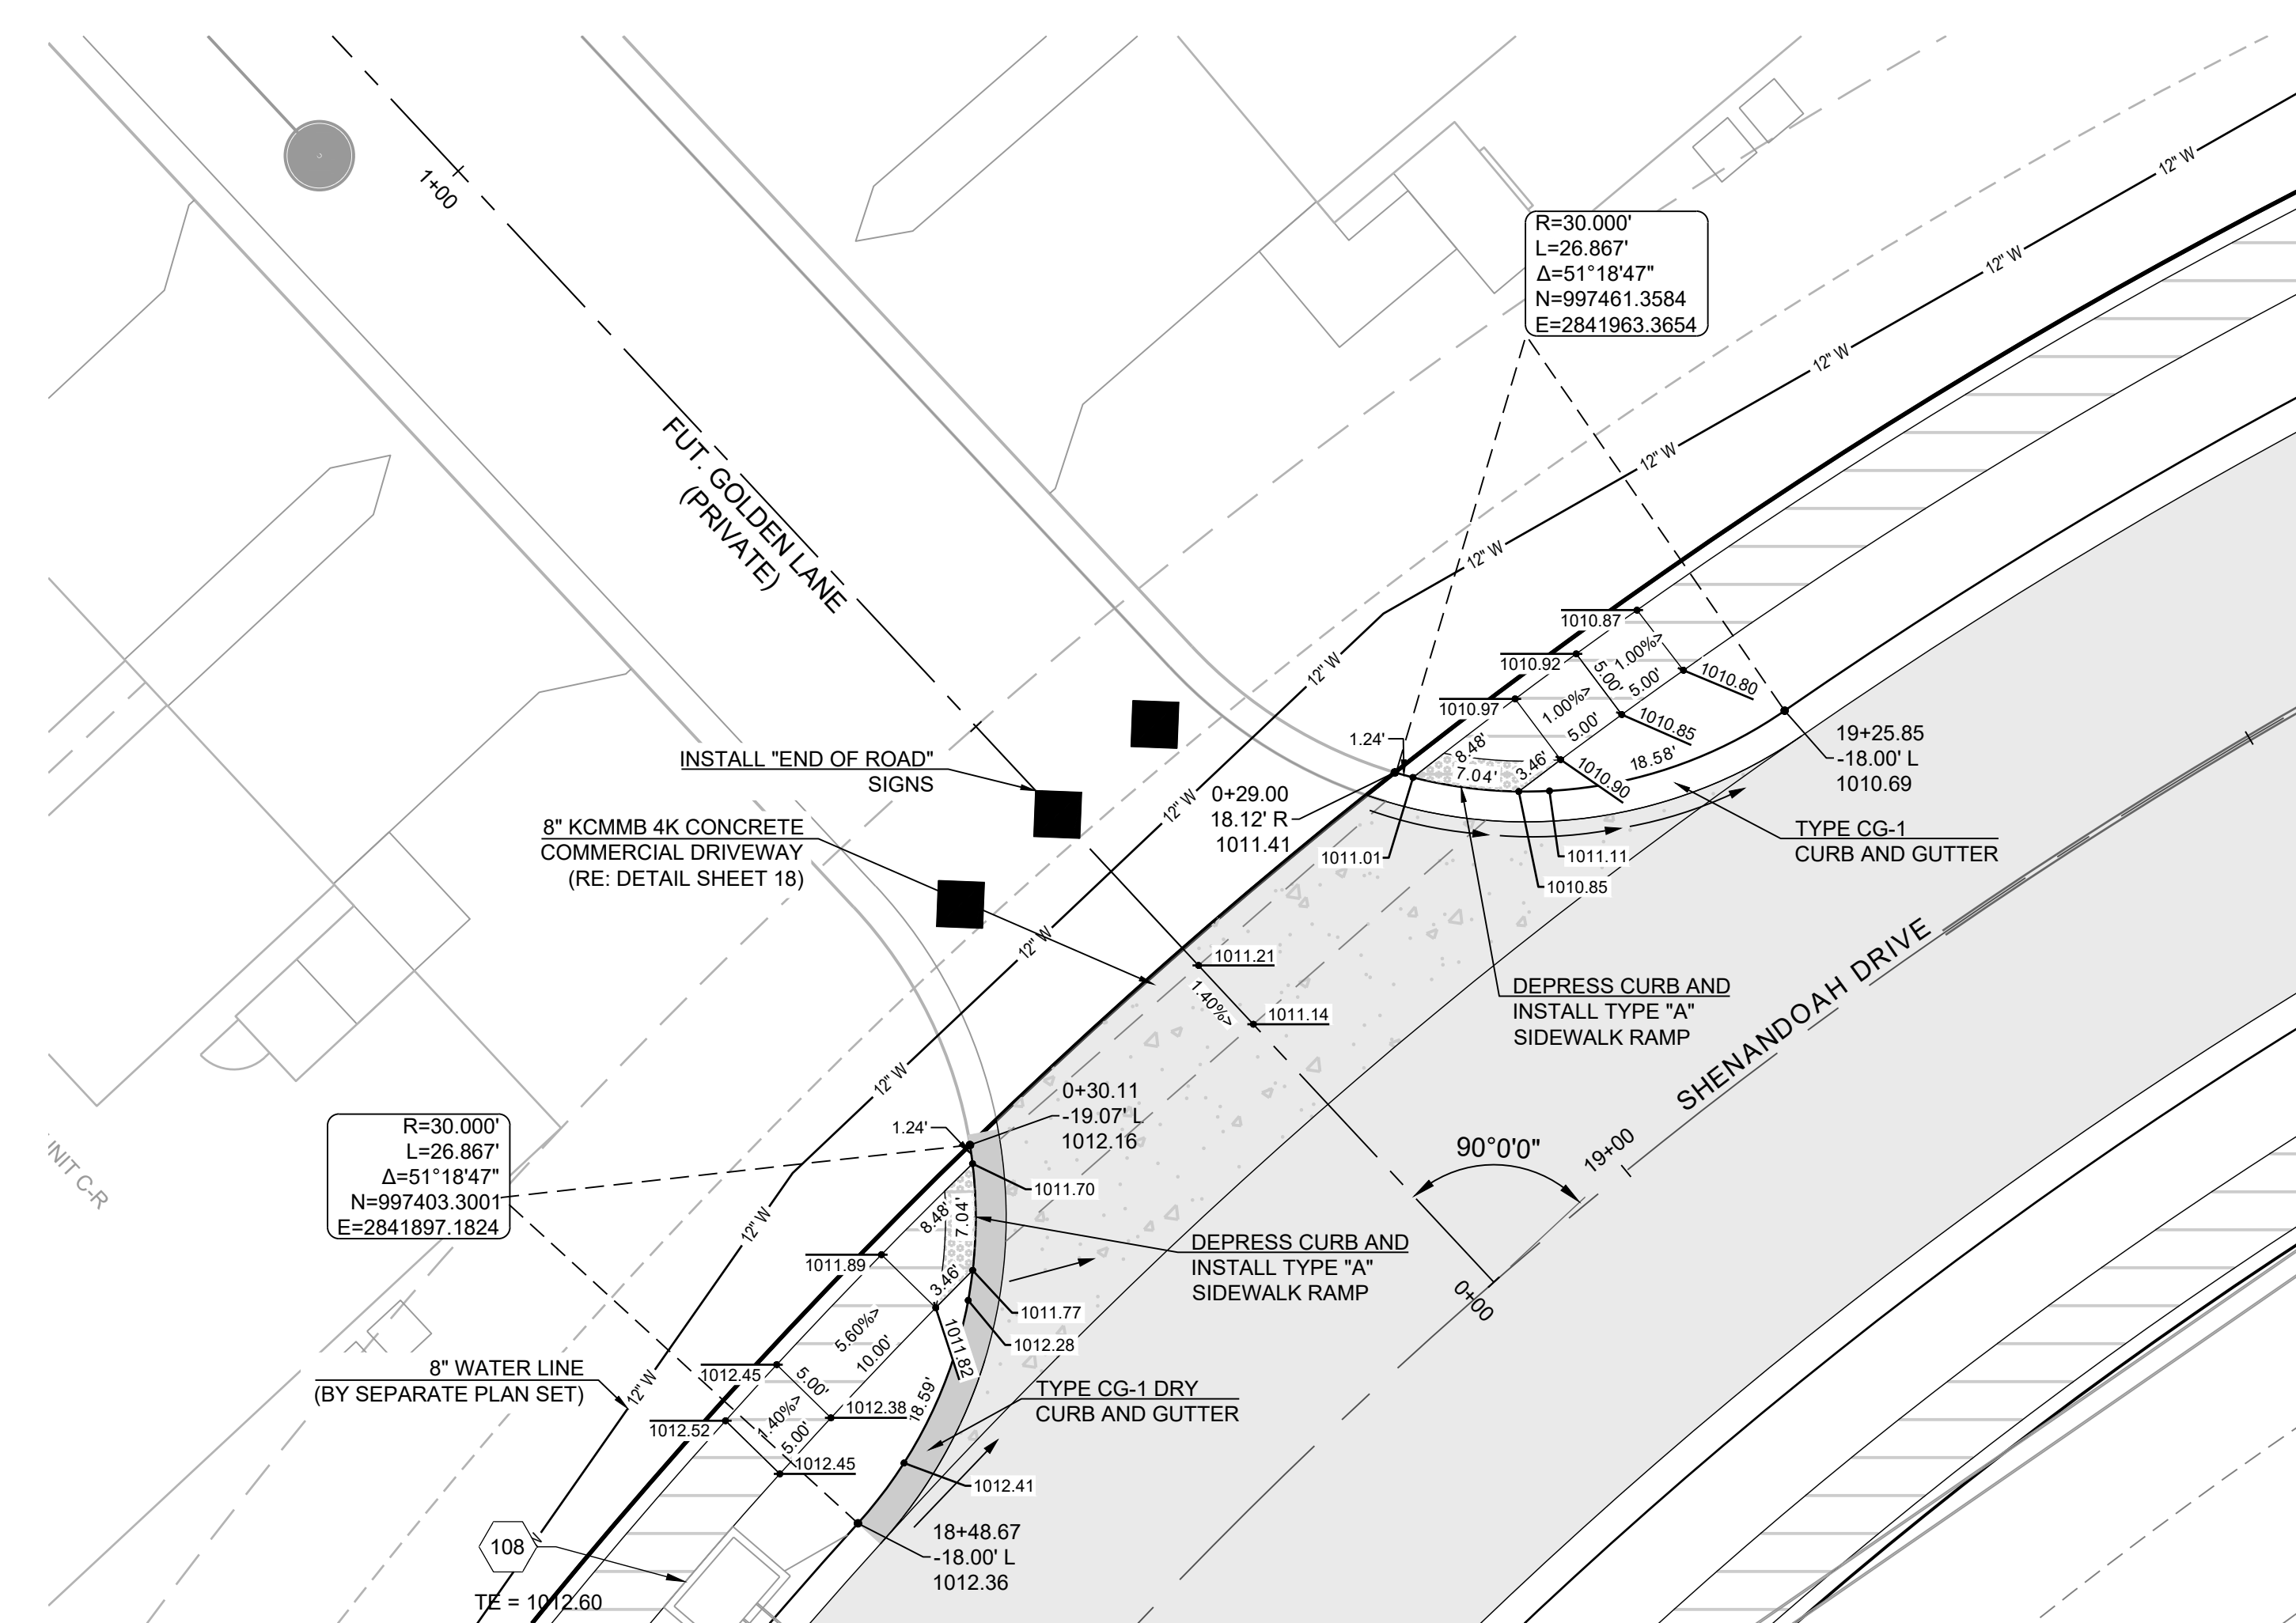 1+00
FUT. GOLDEN LANE
(PRIVATE)
R=30.000'
L=26.867'
Δ=51°18'47"
N=997461.3584
E=2841963.3654
12" W
12" W
12" W
12" W
12" W
12" W
12" W
12" W
12" W
12" W
12" W
1010.87
1.00%>
1010.92
5.00'
5.00'
1010.80
1010.97
1.00%>
5.00'
1010.85
1.24'
8.48'
7.04'
3.46'
1010.90
18.58'
19+25.85
-18.00' L
1010.69
INSTALL "END OF ROAD"
SIGNS
0+29.00
18.12' R
1011.41
1011.01
1011.11
1010.85
TYPE CG-1
CURB AND GUTTER
8" KCMMB 4K CONCRETE
COMMERCIAL DRIVEWAY
(RE: DETAIL SHEET 18)
1011.21
1.40%>
1011.14
DEPRESS CURB AND
INSTALL TYPE "A"
SIDEWALK RAMP
SHENANDOAH DRIVE
90°0'0"
19+00
0+00
0+30.11
-19.07' L
1012.16
1.24'
1011.70
R=30.000'
L=26.867'
Δ=51°18'47"
N=997403.3001
E=2841897.1824
NIT C-R
8.48'
7.04'
3.46'
1011.89
DEPRESS CURB AND
INSTALL TYPE "A"
SIDEWALK RAMP
1011.77
1012.28
1011.82
5.60%>
10.00'
1012.45
5.00'
1012.38
18.59'
8" WATER LINE
(BY SEPARATE PLAN SET)
TYPE CG-1 DRY
CURB AND GUTTER
1012.52
1.40%>
5.00'
1012.45
1012.41
18+48.67
-18.00' L
1012.36
108
TE = 1012.60